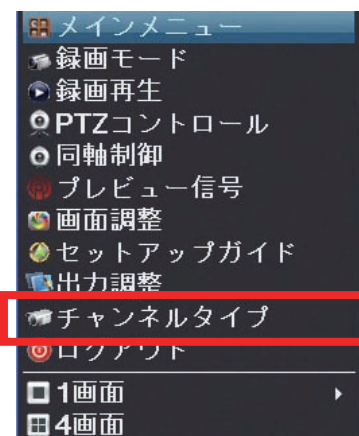 メインメニュー
録画モード
録画再生
PTZコントロール
同軸制御
プレビュー信号
画面調整
セットアップガイド
出力調整
チャンネルタイプ
ログアウト
1画面
4画面